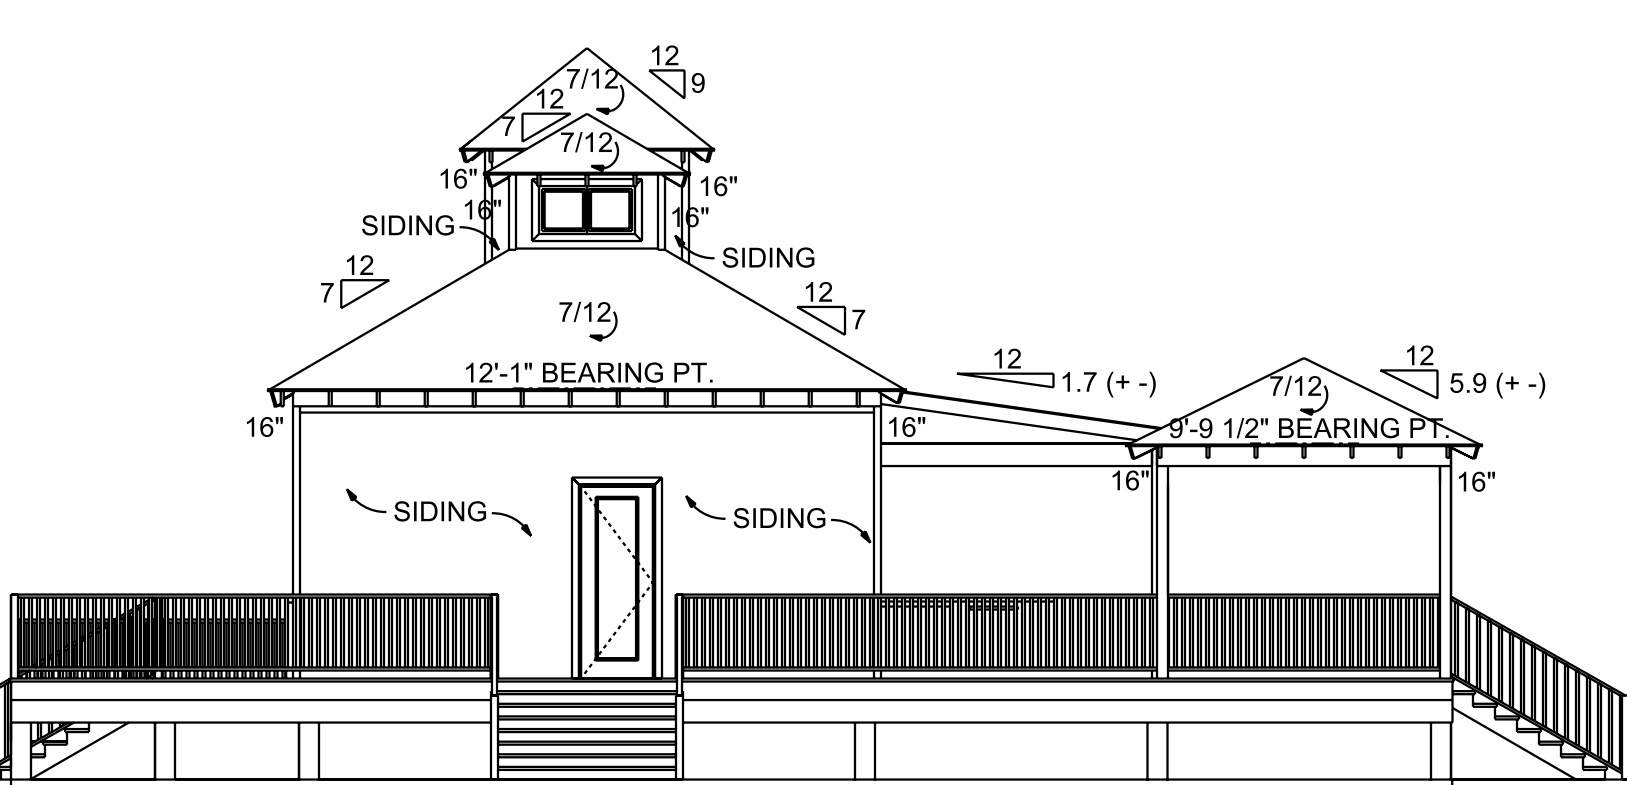 12
9
7/12
12
7
7/12
16"
16"
16"
16"
SIDING
SIDING
12
7
12
7
7/12
12'-1" BEARING PT.
12
1.7 (+ -)
12
5.9 (+ -)
7/12
9'-9 1/2" BEARING PT.
16"
16"
16"
16"
SIDING
SIDING